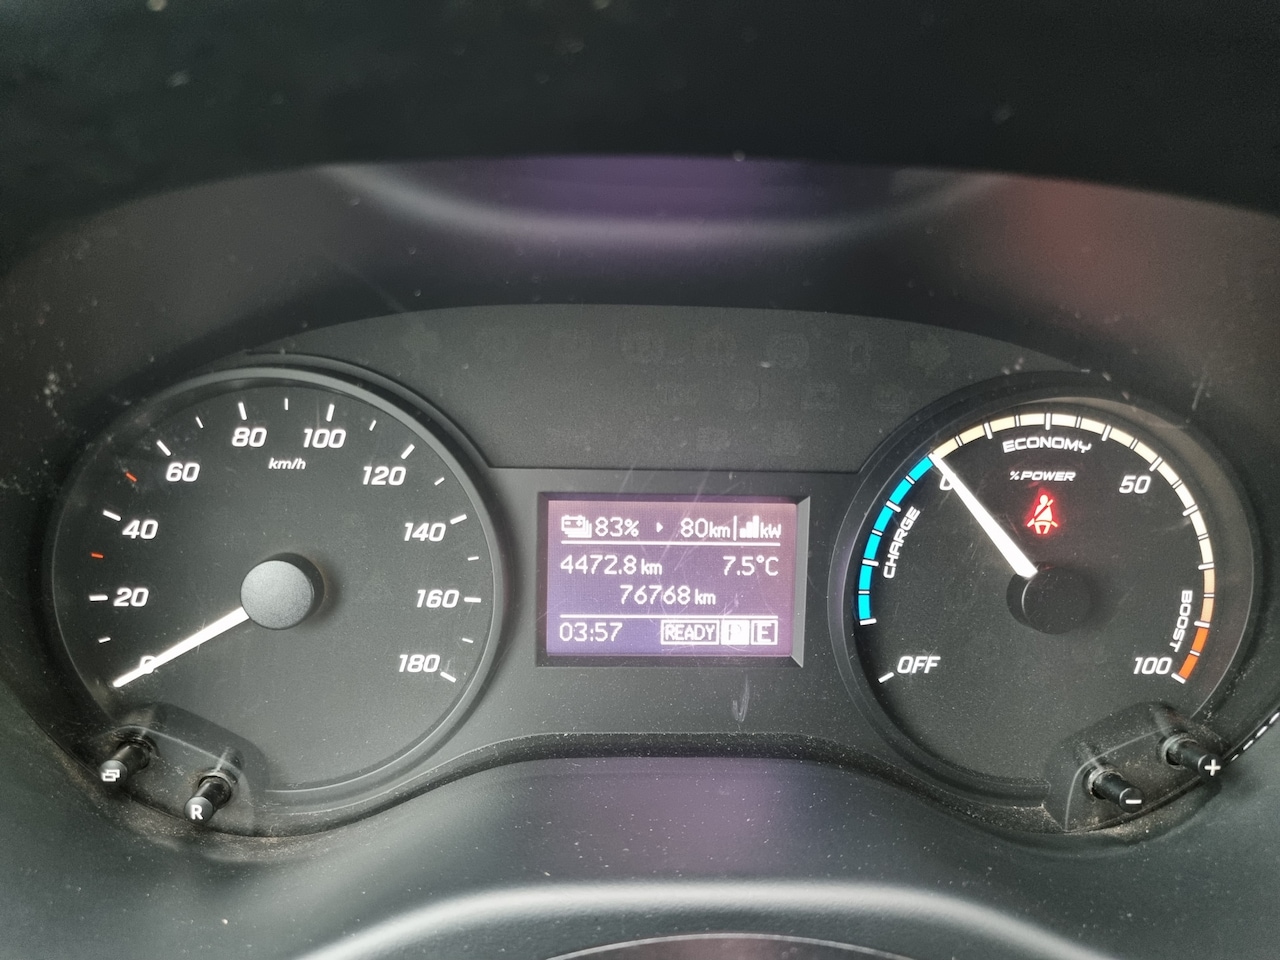 80 100
km/h
60
120
40
140
20
160
0
180
83% 80km kW
4472.8 km 7.5°C
76768 km
03:57 READY P E
ECONOMY
% POWER
0
50
CHARGE
BOOST
OFF
100
R
-
+